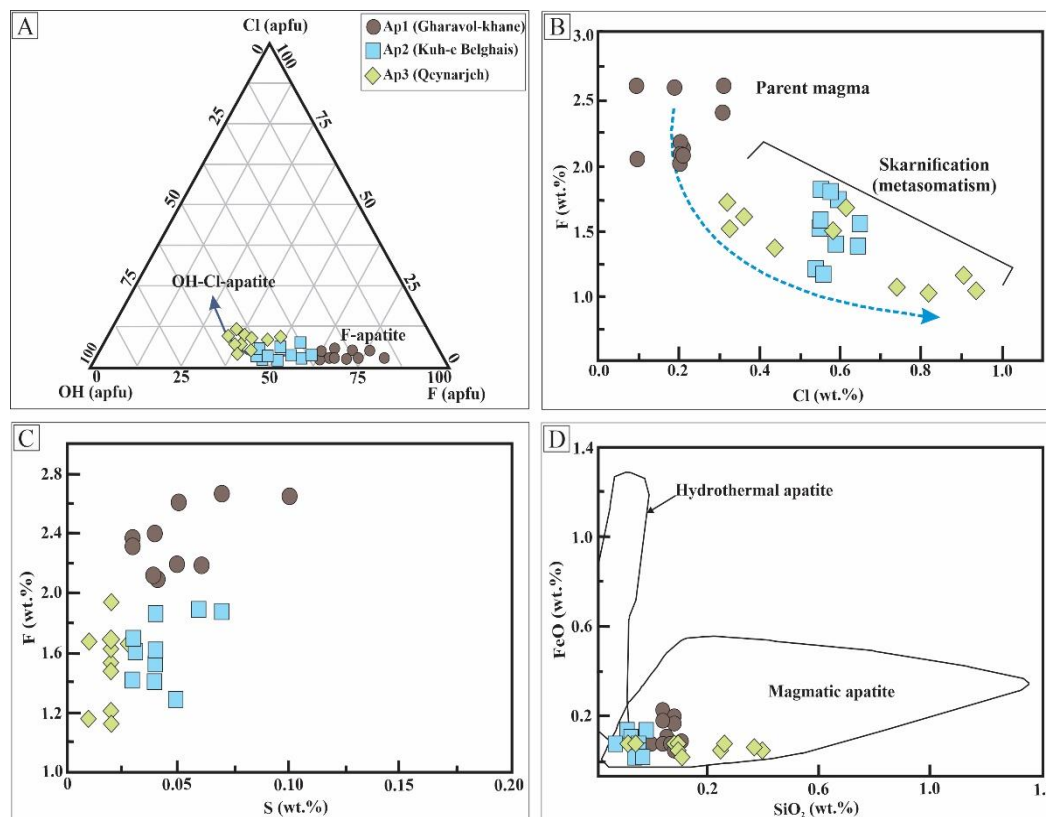 A
Cl (apfu)
Ap1 (Gharavol-khane)
Ap2 (Kuh-e Belghais)
Ap3 (Qeynarjeh)
0
100
25
75
50
50
OH-Cl-apatite
75
25
F-apatite
100
0
0
25
50
75
100
OH (apfu)
F (apfu)
B
3.0
2.5
2.0
1.5
1.0
F (wt.%)
Parent magma
Skarnification
(metasomatism)
0.0
0.2
0.4
0.6
0.8
1.0
Cl (wt.%)
C
2.8
2.4
2.0
1.6
1.2
1.0
F (wt.%)
0
0.05
0.10
0.15
0.20
S (wt.%)
D
1.4
1.0
0.6
0.2
FeO (wt.%)
Hydrothermal apatite
Magmatic apatite
0.2
0.6
1.0
1.
SiO₂ (wt.%)